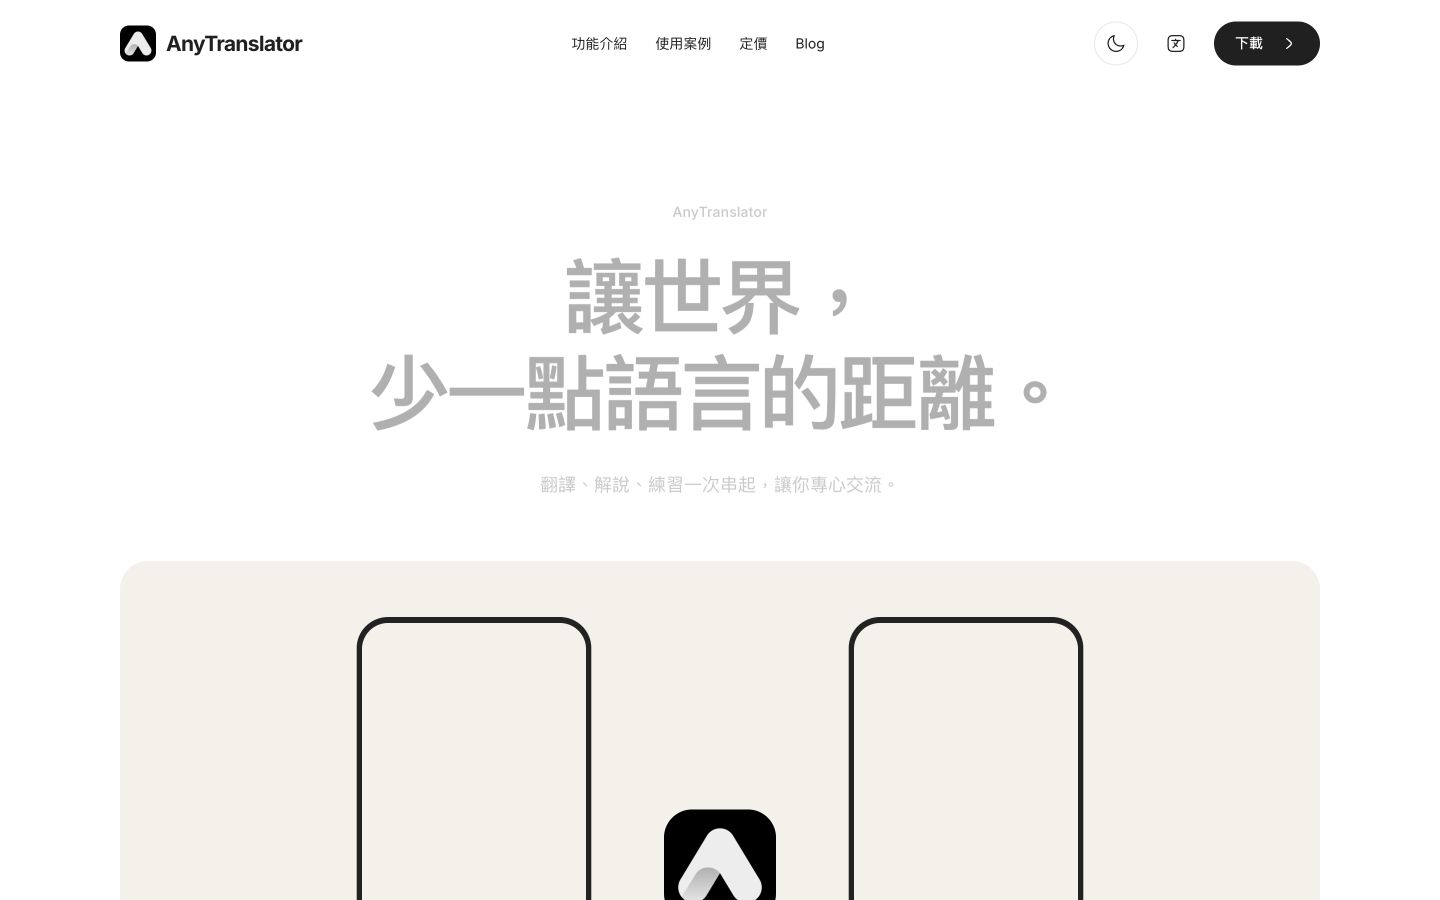 AnyTranslator
功能介紹
使用案例
定價
Blog
下載
AnyTranslator
讓世界，
少一點語言的距離。
翻譯、解說、練習一次串起，讓你專心交流。